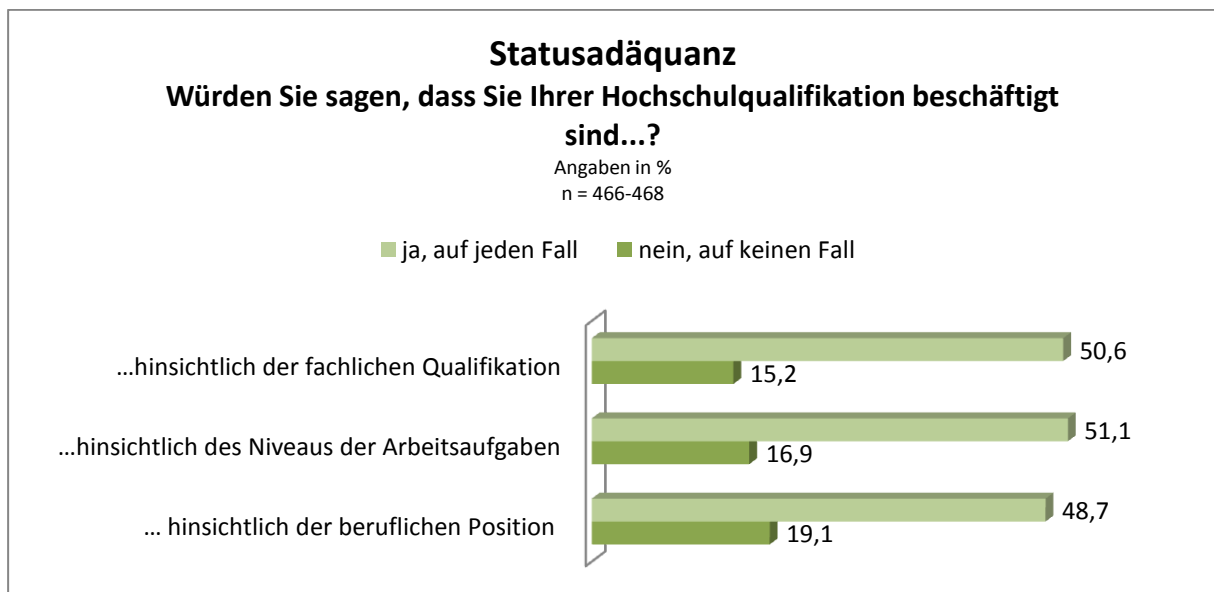 Statusadäquanz
Würden Sie sagen, dass Sie Ihrer Hochschulqualifikation beschäftigt
sind...?
Angaben in %
n = 466-468
ja, auf jeden Fall nein, auf keinen Fall
...hinsichtlich der fachlichen Qualifikation
50,6
15,2
...hinsichtlich des Niveaus der Arbeitsaufgaben
51,1
16,9
... hinsichtlich der beruflichen Position
48,7
19,1